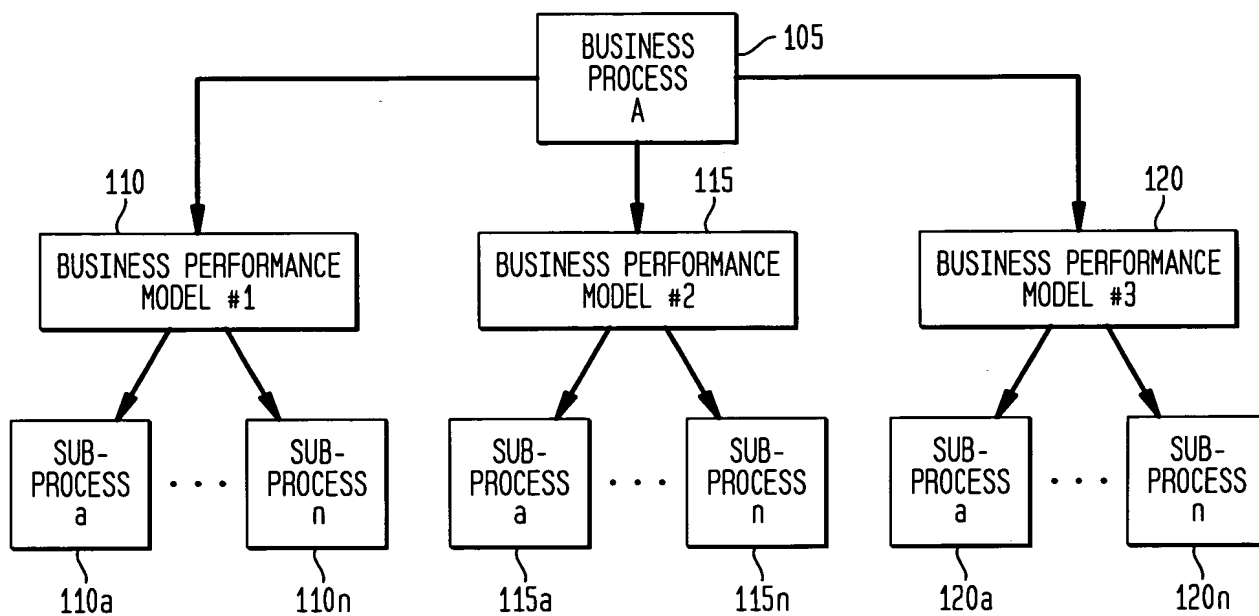 BUSINESS
PROCESS
A
105
110
115
120
BUSINESS PERFORMANCE
MODEL #1
BUSINESS PERFORMANCE
MODEL #2
BUSINESS PERFORMANCE
MODEL #3
SUB-
PROCESS
a
. . .
SUB-
PROCESS
n
SUB-
PROCESS
a
. . .
SUB-
PROCESS
n
SUB-
PROCESS
a
. . .
SUB-
PROCESS
n
110a
110n
115a
115n
120a
120n